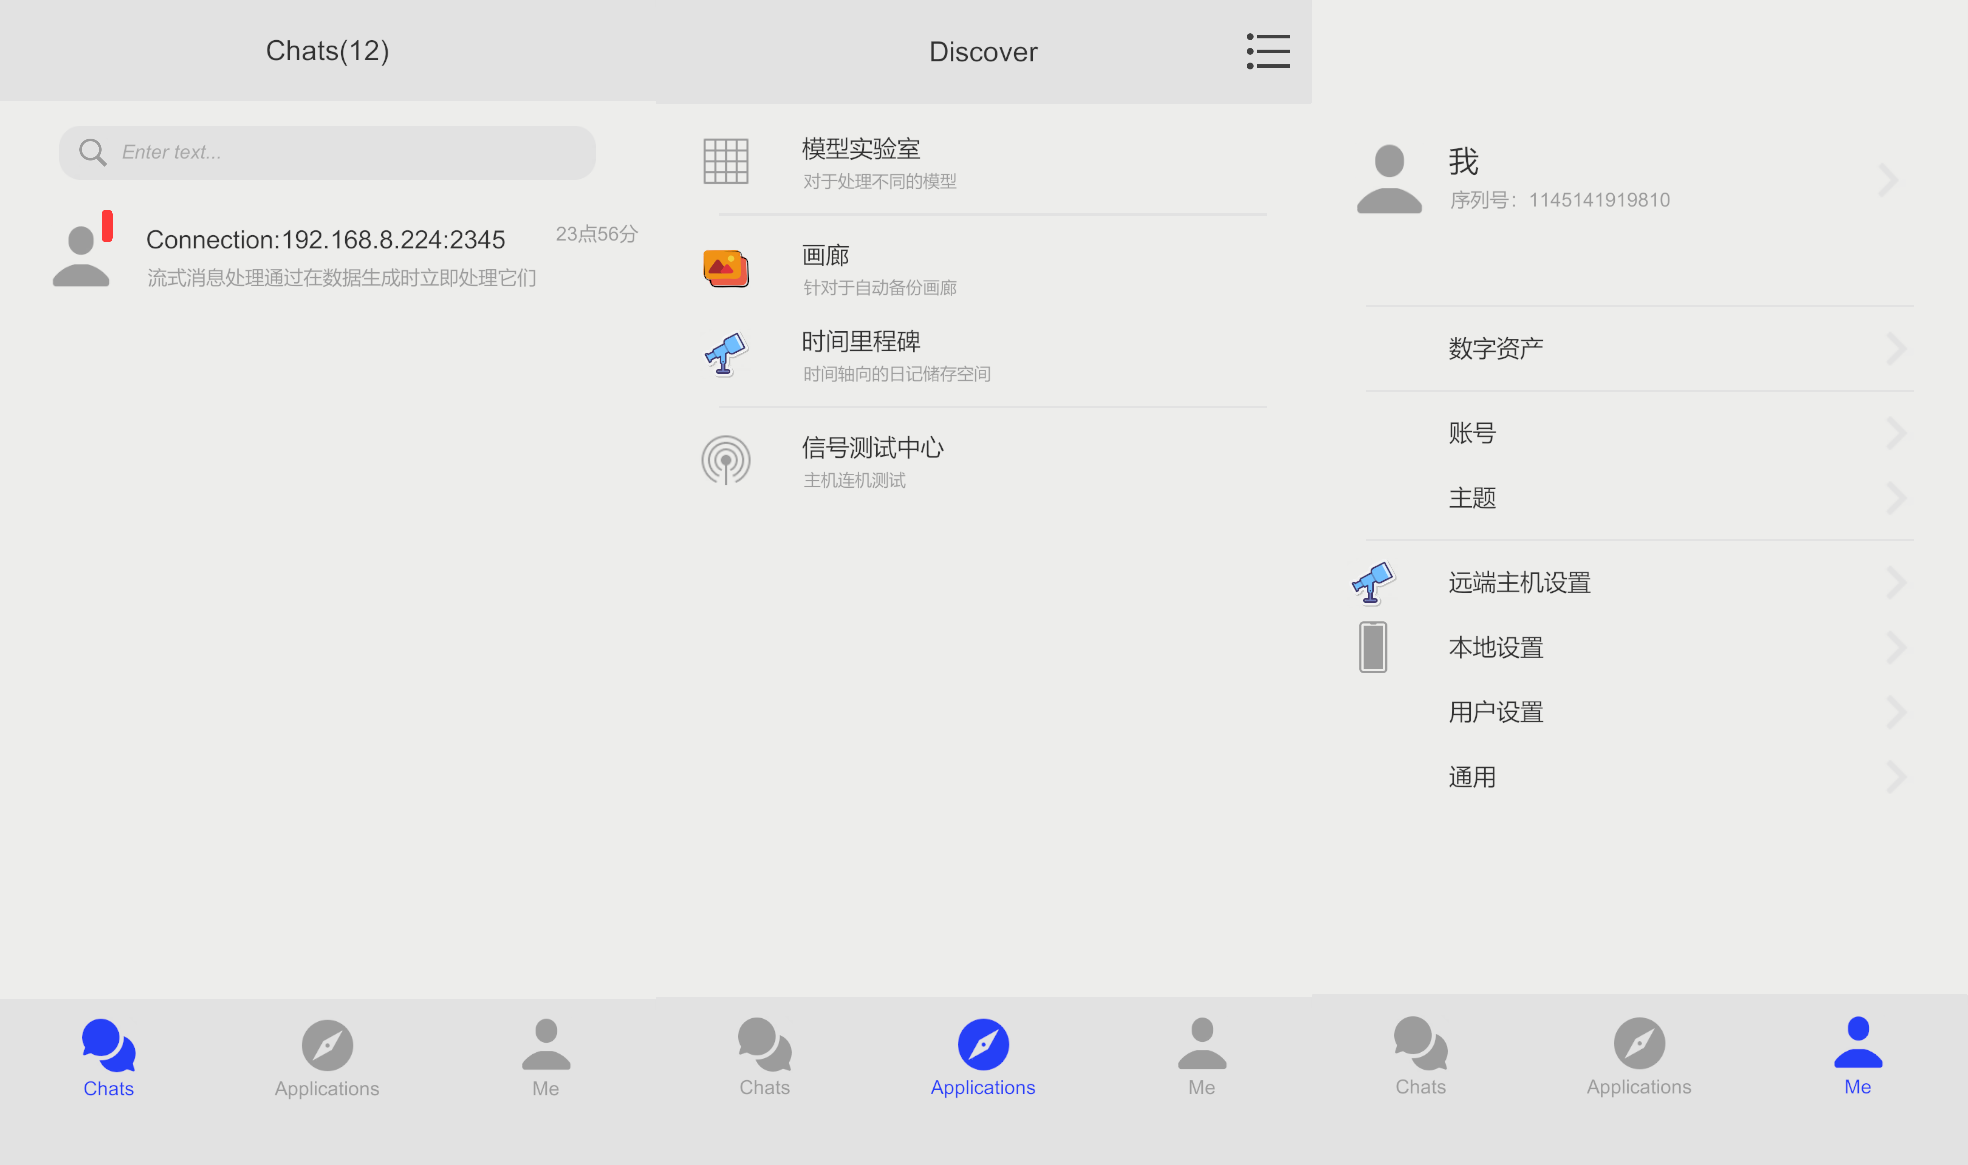 Chats(12)
Enter text...
Connection:192.168.8.224:2345
23点56分
流式消息处理通过在数据生成时立即处理它们
Chats
Applications
Me
Discover
模型实验室
对于处理不同的模型
画廊
针对于自动备份画廊
时间里程碑
时间轴向的日记储存空间
信号测试中心
主机连机测试
Chats
Applications
Me
我
序列号：1145141919810
数字资产
账号
主题
远端主机设置
本地设置
用户设置
通用
Chats
Applications
Me